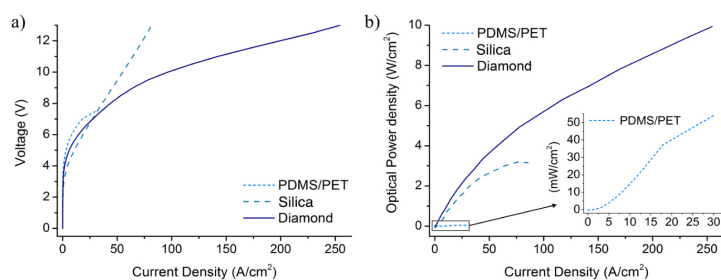 a)
Voltage (V)
12
10
8
6
4
2
0
0 50 100 150 200 250
Current Density (A/cm²)
PDMS/PET
Silica
Diamond
b)
Optical Power density (W/cm²)
10
8
6
4
2
0
0 50 100 150 200 250
Current Density (A/cm²)
PDMS/PET
Silica
Diamond
PDMS/PET
(mW/cm²)
50
40
30
20
10
0
0 5 10 15 20 25 30